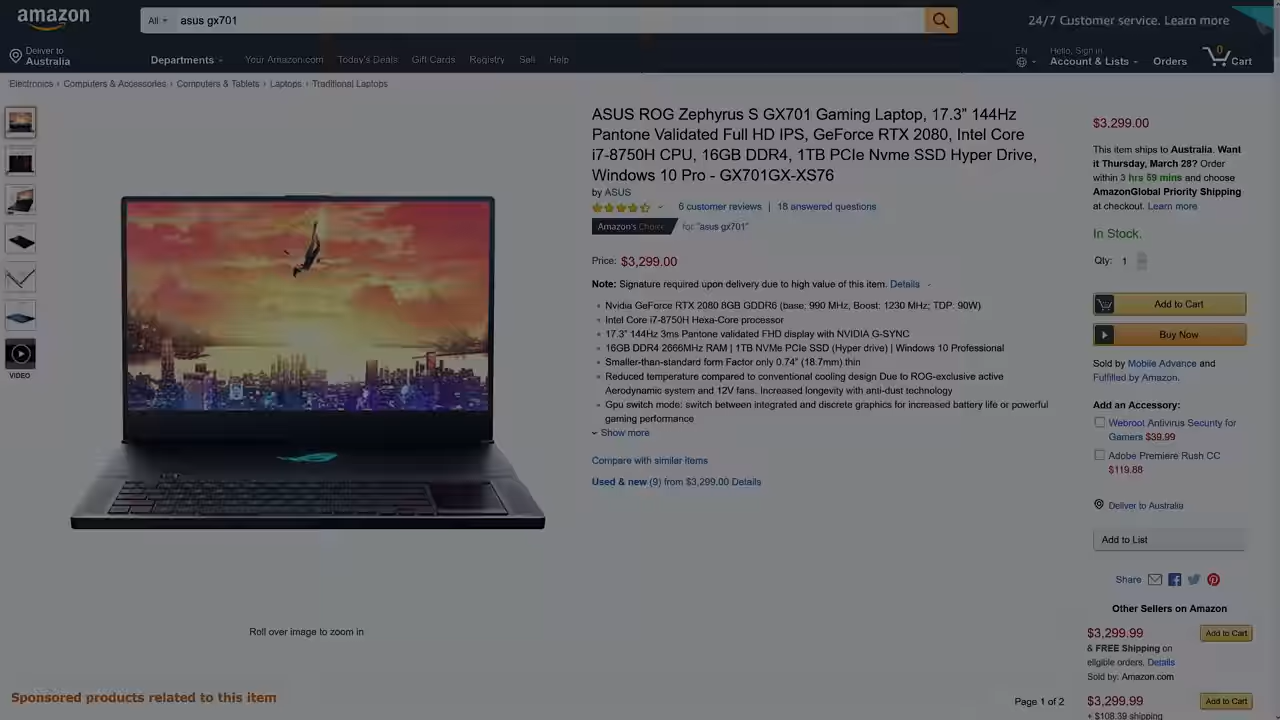 amazon
All
asus gx701
24/7 Customer service. Learn more
Deliver to
Australia
Departments
Your Amazon.com
Today's Deals
Gift Cards
Registry
Sell
Help
EN
Hello, Sign in
Account & Lists
Orders
0
Cart
Electronics › Computers & Accessories › Computers & Tablets › Laptops › Traditional Laptops
VIDEO
Roll over image to zoom in
ASUS ROG Zephyrus S GX701 Gaming Laptop, 17.3" 144Hz
Pantone Validated Full HD IPS, GeForce RTX 2080, Intel Core
i7-8750H CPU, 16GB DDR4, 1TB PCIe Nvme SSD Hyper Drive,
Windows 10 Pro - GX701GX-XS76
by ASUS
6 customer reviews | 18 answered questions
Amazon's Choice for "asus gx701"
Price: $3,299.00
Note: Signature required upon delivery due to high value of this item. Details
Nvidia GeForce RTX 2080 8GB GDDR6 (base: 990 MHz, Boost: 1230 MHz; TDP: 90W)
Intel Core i7-8750H Hexa-Core processor
17.3" 144Hz 3ms Pantone validated FHD display with NVIDIA G-SYNC
16GB DDR4 2666MHz RAM | 1TB NVMe PCIe SSD (Hyper drive) | Windows 10 Professional
Smaller-than-standard form Factor only 0.74" (18.7mm) thin
Reduced temperature compared to conventional cooling design Due to ROG-exclusive active
Aerodynamic system and 12V fans. Increased longevity with anti-dust technology
Gpu switch mode: switch between integrated and discrete graphics for increased battery life or powerful
gaming performance
Show more
Compare with similar items
Used & new (9) from $3,299.00 Details
$3,299.00
This item ships to Australia. Want
it Thursday, March 28? Order
within 3 hrs 59 mins and choose
AmazonGlobal Priority Shipping
at checkout. Learn more
In Stock.
Qty: 1
Add to Cart
Buy Now
Sold by Mobile Advance and
Fulfilled by Amazon.
Add an Accessory:
Webroot Antivirus Security for
Gamers $39.99
Adobe Premiere Rush CC
$119.88
Deliver to Australia
Add to List
Share
Other Sellers on Amazon
$3,299.99
Add to Cart
& FREE Shipping on
eligible orders. Details
Sold by: Amazon.com
$3,299.99
Add to Cart
+ $108.39 shipping
Sponsored products related to this item
Page 1 of 2